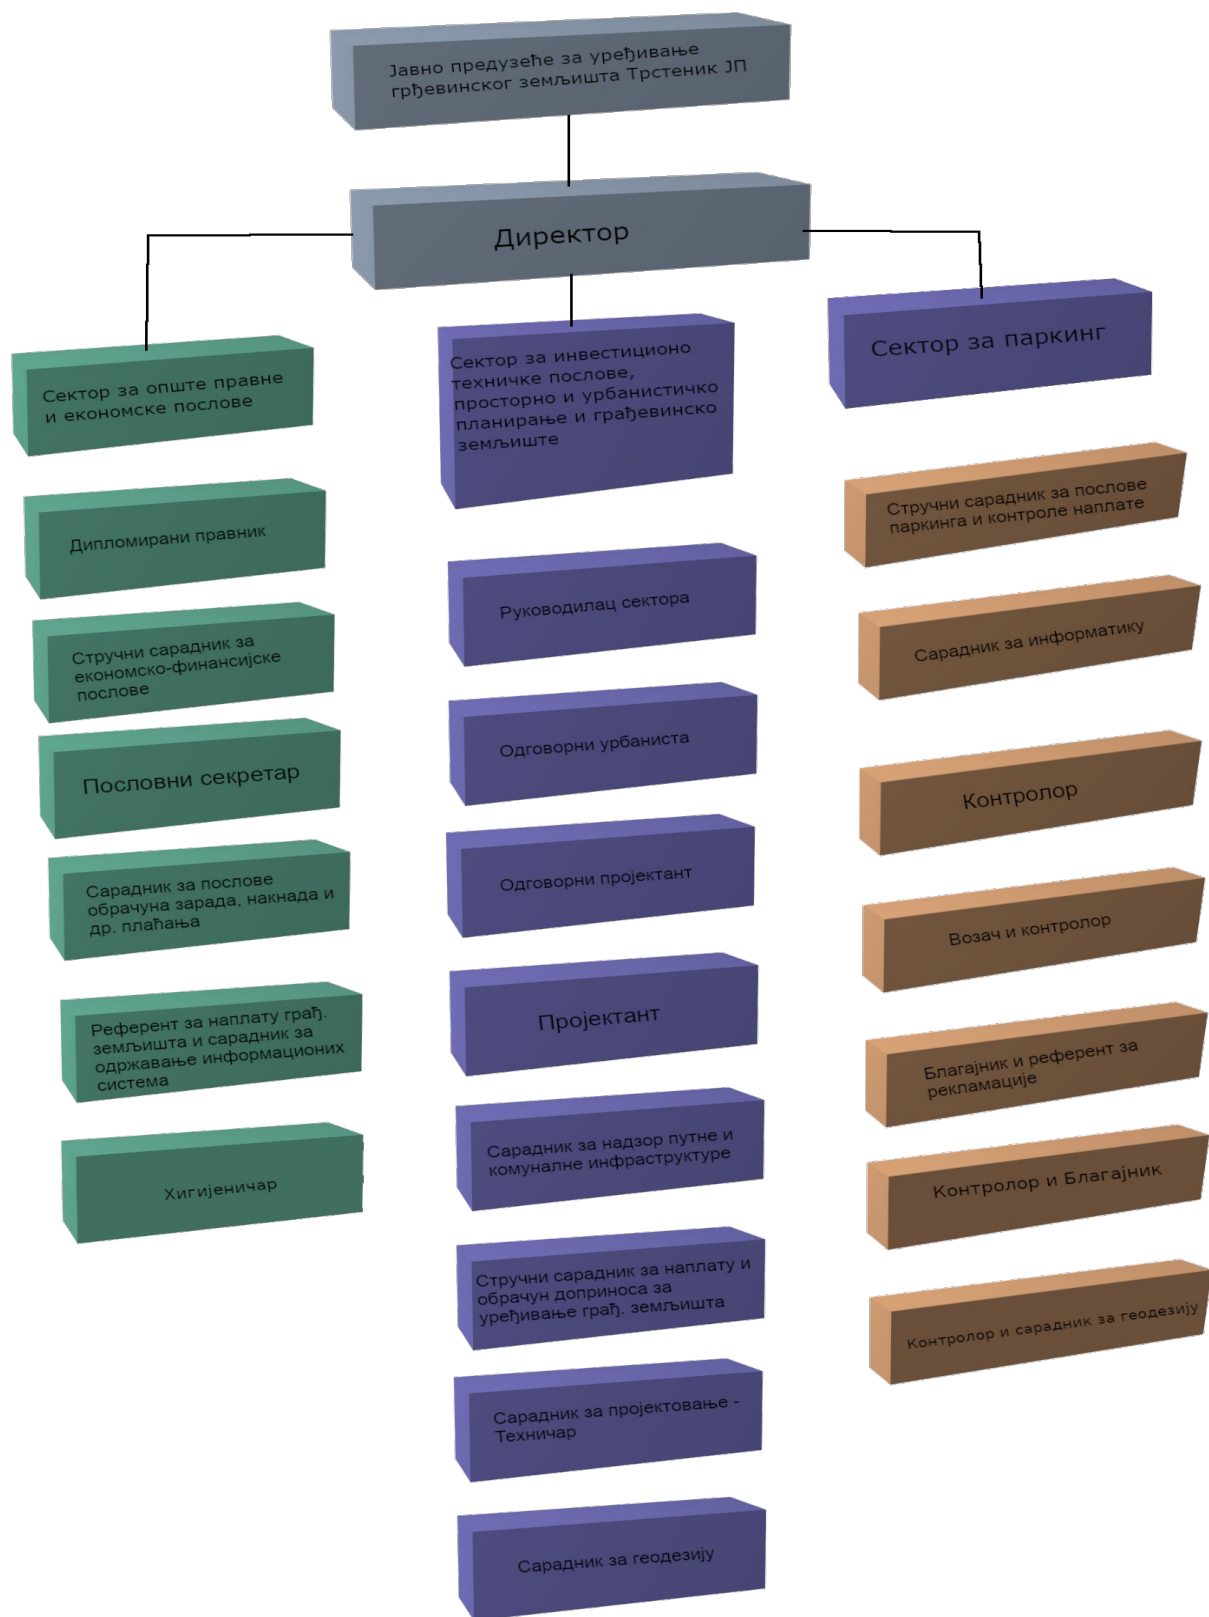 Јавно предузеће за уређивање
грђевинског земљишта Трстеник ЈП
Директор
Сектор за опште правне
и економске послове
Дипломирани правник
Стручни сарадник за
економско-финансијске
послове
Пословни секретар
Сарадник за послове
обрачуна зарада, накнада и
др. плаћања
Референт за наплату грађ.
земљишта и сарадник за
одржавање информационих
система
Хигијеничар
Сектор за инвестиционо
техничке послове,
просторно и урбанистичко
планирање и грађевинско
земљиште
Руководилац сектора
Одговорни урбаниста
Одговорни пројектант
Пројектант
Сарадник за надзор путне и
комуналне инфраструктуре
Стручни сарадник за наплату и
обрачун доприноса за
уређивање грађ. земљишта
Сарадник за пројектовање -
Техничар
Сарадник за геодезију
Сектор за паркинг
Стручни сарадник за послове
паркинга и контроле наплате
Сарадник за информатику
Контролор
Возач и контролор
Благајник и референт за
рекламације
Контролор и Благајник
Контролор и сарадник за геодезију